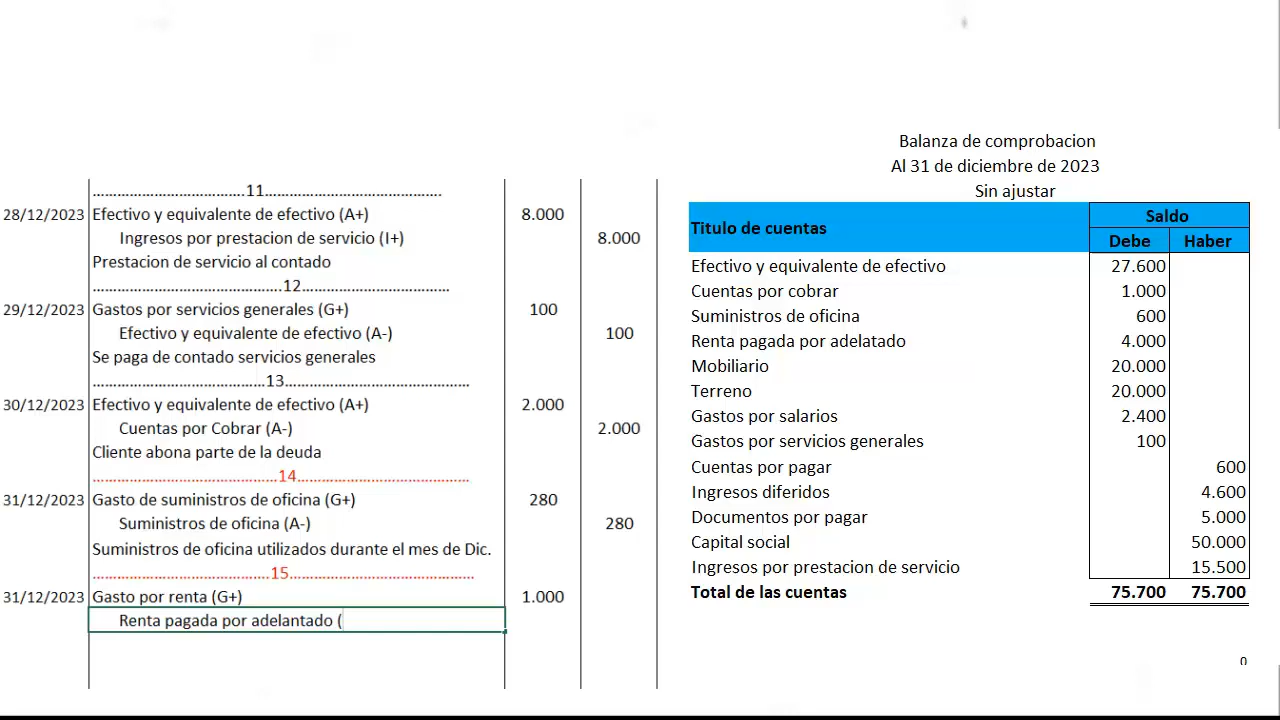 ……………………………….11…………………………………….
28/12/2023 Efectivo y equivalente de efectivo (A+) 8.000
Ingresos por prestacion de servicio (I+) 8.000
Prestacion de servicio al contado
……………………………………….12………………………………….
29/12/2023 Gastos por servicios generales (G+) 100
Efectivo y equivalente de efectivo (A-) 100
Se paga de contado servicios generales
……………………………………13………………………………………
30/12/2023 Efectivo y equivalente de efectivo (A+) 2.000
Cuentas por Cobrar (A-) 2.000
Cliente abona parte de la deuda
………………………………………14……………………………………
31/12/2023 Gasto de suministros de oficina (G+) 280
Suministros de oficina (A-) 280
Suministros de oficina utilizados durante el mes de Dic.
……………………………………..15………………………………………
31/12/2023 Gasto por renta (G+) 1.000
Renta pagada por adelantado (
Balanza de comprobacion
Al 31 de diciembre de 2023
Sin ajustar
Titulo de cuentas Saldo
Debe Haber
Efectivo y equivalente de efectivo 27.600
Cuentas por cobrar 1.000
Suministros de oficina 600
Renta pagada por adelatado 4.000
Mobiliario 20.000
Terreno 20.000
Gastos por salarios 2.400
Gastos por servicios generales 100
Cuentas por pagar 600
Ingresos diferidos 4.600
Documentos por pagar 5.000
Capital social 50.000
Ingresos por prestacion de servicio 15.500
Total de las cuentas 75.700 75.700
0